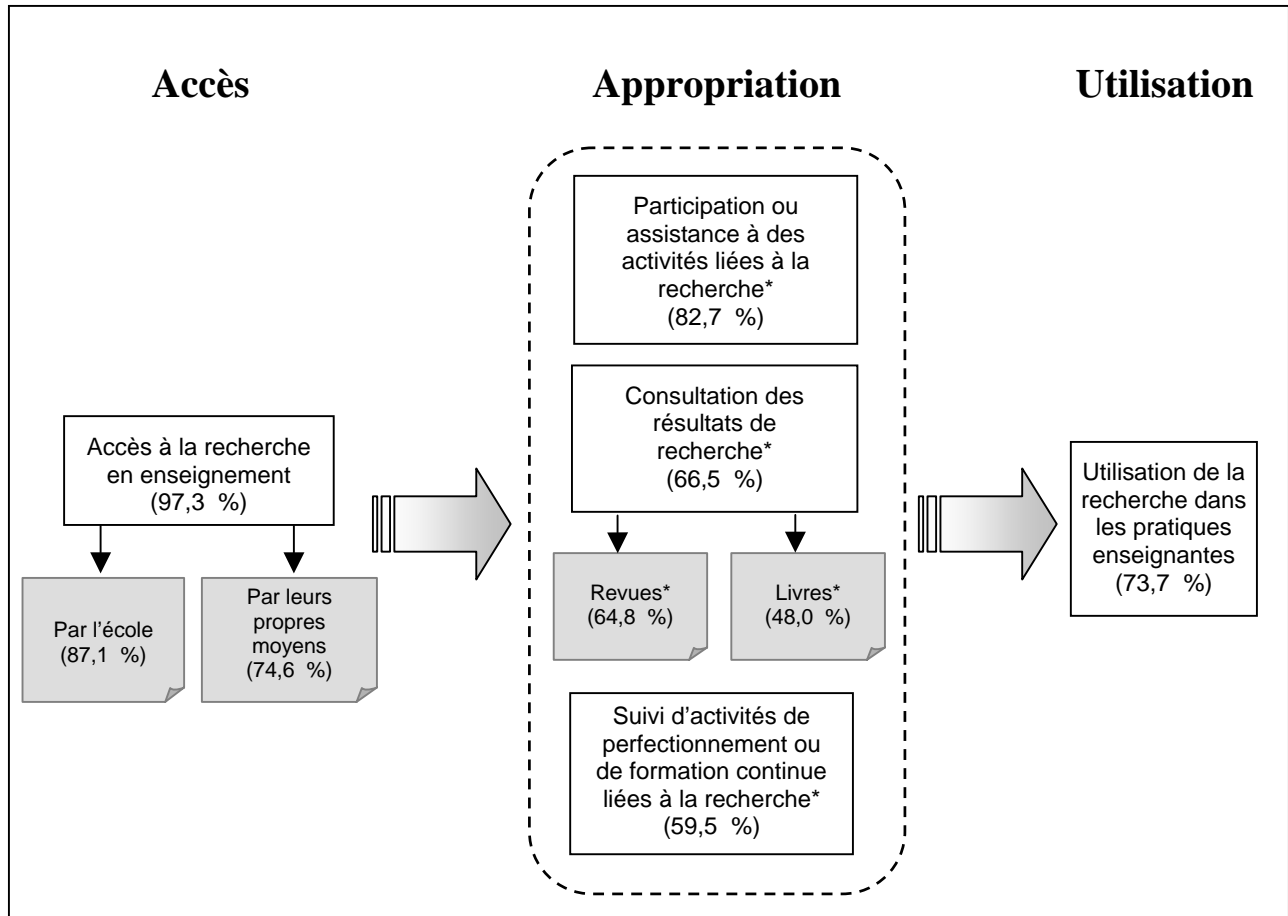 Accès
Appropriation
Utilisation
Accès à la recherche
en enseignement
(97,3 %)
Par l'école
(87,1 %)
Par leurs
propres
moyens
(74,6 %)
Participation ou
assistance à des
activités liées à la
recherche*
(82,7 %)
Consultation des
résultats de
recherche*
(66,5 %)
Revues*
(64,8 %)
Livres*
(48,0 %)
Suivi d'activités de
perfectionnement ou
de formation continue
liées à la recherche*
(59,5 %)
Utilisation de la
recherche dans
les pratiques
enseignantes
(73,7 %)